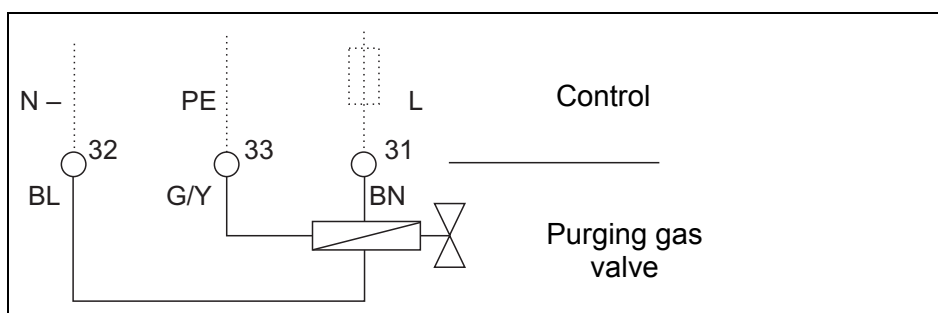 N –
PE
L
Control
32
33
31
BL
G/Y
BN
Purging gas
valve